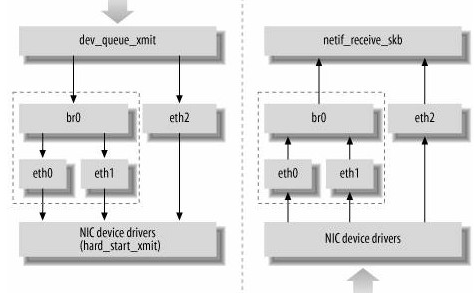 dev_queue_xmit
br0
eth2
eth0
eth1
NIC device drivers
(hard_start_xmit)
netif_receive_skb
br0
eth2
eth0
eth1
NIC device drivers